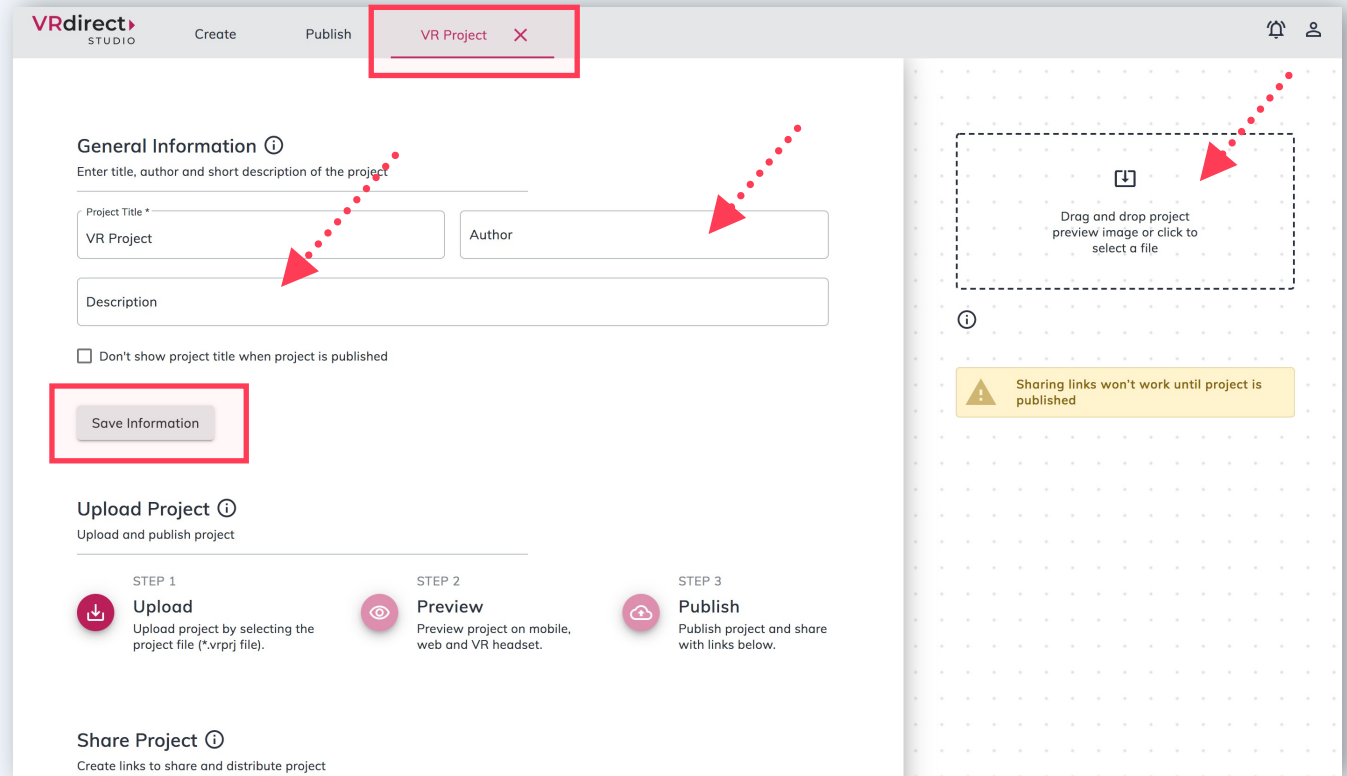 VRdirect
STUDIO
Create
Publish
VR Project
General Information
Enter title, author and short description of the project
Project Title *
VR Project
Author
Description
Don't show project title when project is published
Save Information
Drag and drop project
preview image or click to
select a file
Sharing links won't work until project is
published
Upload Project
Upload and publish project
STEP 1
Upload
Upload project by selecting the
project file (*.vrprj file).
STEP 2
Preview
Preview project on mobile,
web and VR headset.
STEP 3
Publish
Publish project and share
with links below.
Share Project
Create links to share and distribute project